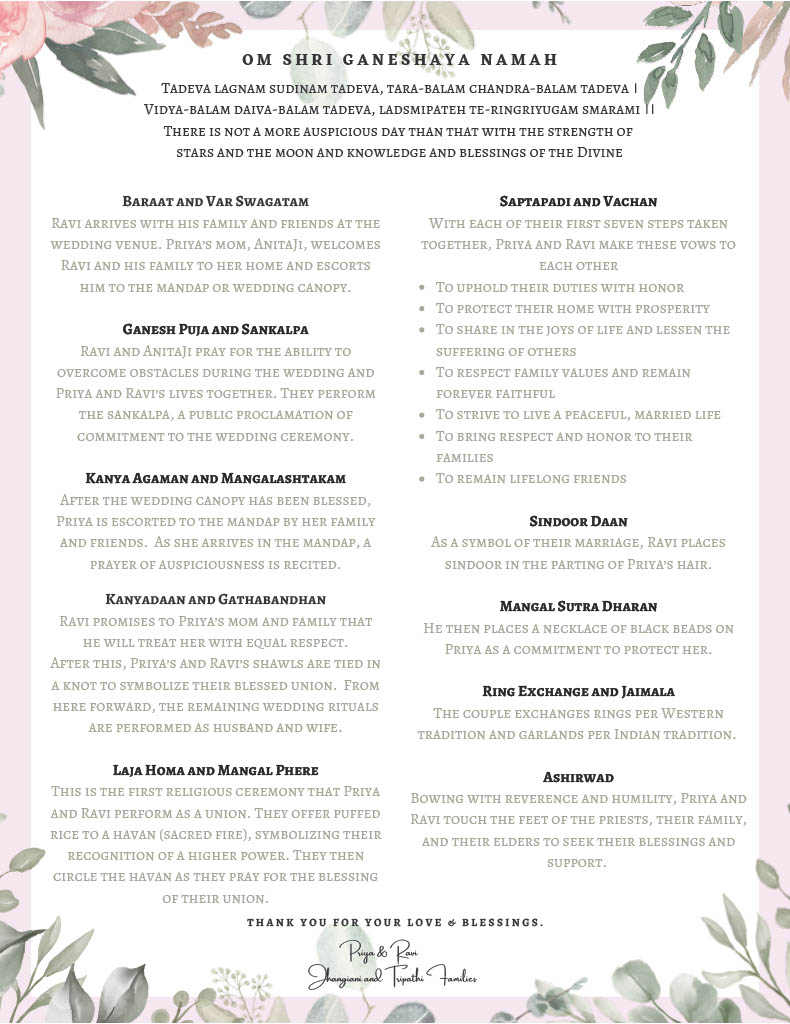 OM SHRI GANESHAYA NAMAH
Tadeva lagnam sudinam tadeva, tara-balam chandra-balam tadeva |
Vidya-balam daiva-balam tadeva, ladsmipateh te-ringriyugam smarami ||
There is not a more auspicious day than that with the strength of
stars and the moon and knowledge and blessings of the Divine
Baraat and Var Swagatam
Ravi arrives with his family and friends at the
wedding venue. Priya's mom, AnitaJi, welcomes
Ravi and his family to her home and escorts
him to the mandap or wedding canopy.
Ganesh Puja and Sankalpa
Ravi and AnitaJi pray for the ability to
overcome obstacles during the wedding and
Priya and Ravi's lives together. They perform
the sankalpa, a public proclamation of
commitment to the wedding ceremony.
Kanya Agaman and Mangalashtakam
After the wedding canopy has been blessed,
Priya is escorted to the mandap by her family
and friends. As she arrives in the mandap, a
prayer of auspiciousness is recited.
Kanyadaan and Gathabandhan
Ravi promises to Priya's mom and family that
he will treat her with equal respect.
After this, Priya's and Ravi's shawls are tied in
a knot to symbolize their blessed union. From
here forward, the remaining wedding rituals
are performed as husband and wife.
Laja Homa and Mangal Phere
This is the first religious ceremony that Priya
and Ravi perform as a union. They offer puffed
rice to a havan (sacred fire), symbolizing their
recognition of a higher power. They then
circle the havan as they pray for the blessing
of their union.
Saptapadi and Vachan
With each of their first seven steps taken
together, Priya and Ravi make these vows to
each other
• To uphold their duties with honor
• To protect their home with prosperity
• To share in the joys of life and lessen the
suffering of others
• To respect family values and remain
forever faithful
• To strive to live a peaceful, married life
• To bring respect and honor to their
families
• To remain lifelong friends
Sindoor Daan
As a symbol of their marriage, Ravi places
sindoor in the parting of Priya's hair.
Mangal Sutra Dharan
He then places a necklace of black beads on
Priya as a commitment to protect her.
Ring Exchange and Jaimala
The couple exchanges rings per Western
tradition and garlands per Indian tradition.
Ashirwad
Bowing with reverence and humility, Priya and
Ravi touch the feet of the priests, their family,
and their elders to seek their blessings and
support.
THANK YOU FOR YOUR LOVE & BLESSINGS.
Priya & Ravi
Jhangiani and Tripathi Families